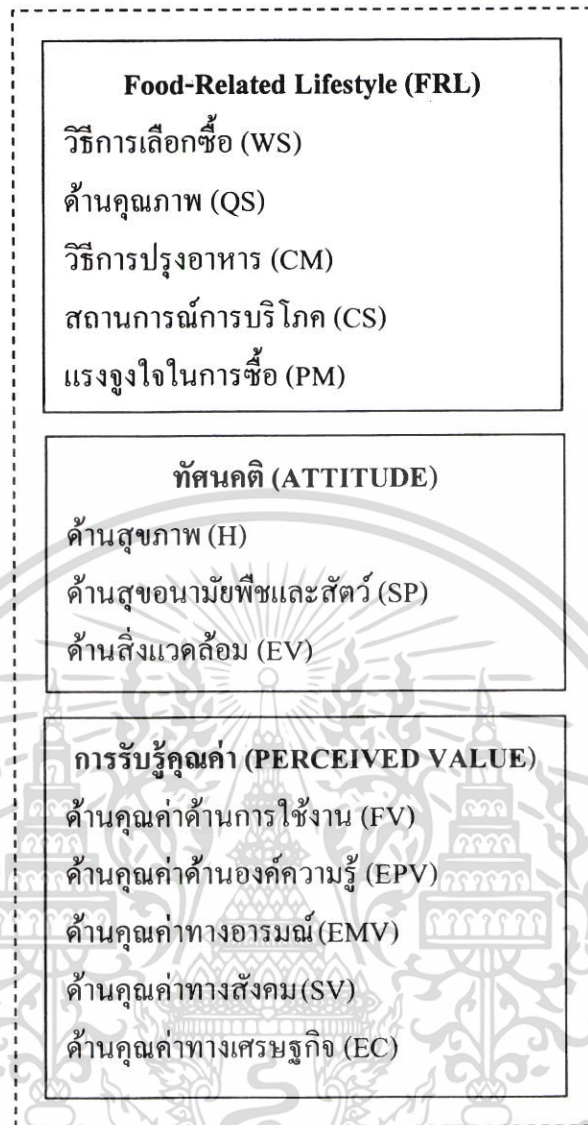 Food-Related Lifestyle (FRL)
วิธีการเลือกซื้อ (WS)
ด้านคุณภาพ (QS)
วิธีการปรุงอาหาร (CM)
สถานการณ์การบริโภค (CS)
แรงจูงใจในการซื้อ (PM)
ทัศนคติ (ATTITUDE)
ด้านสุขภาพ (H)
ด้านสุขอนามัยพืชและสัตว์ (SP)
ด้านสิ่งแวดล้อม (EV)
การรับรู้คุณค่า (PERCEIVED VALUE)
ด้านคุณค่าด้านการใช้งาน (FV)
ด้านคุณค่าด้านองค์ความรู้ (EPV)
ด้านคุณค่าทางอารมณ์ (EMV)
ด้านคุณค่าทางสังคม (SV)
ด้านคุณค่าทางเศรษฐกิจ (EC)